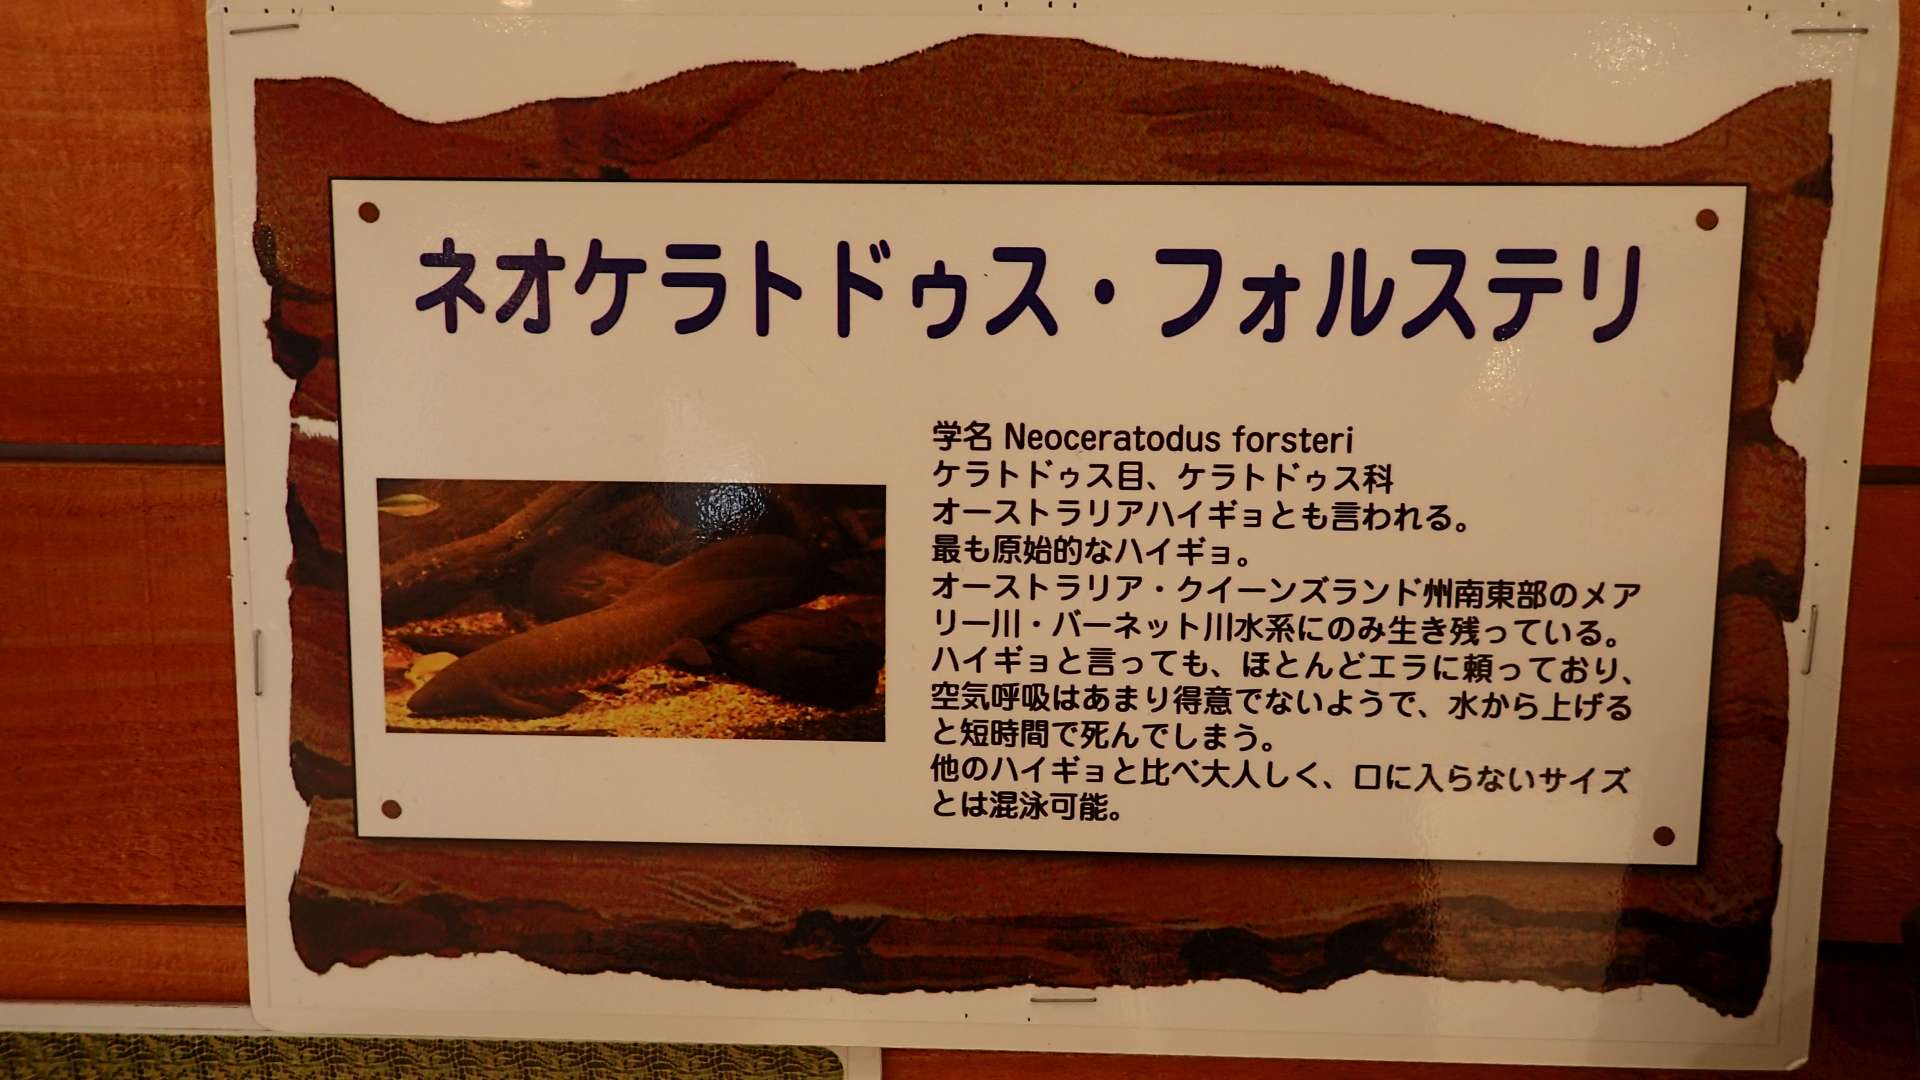 ネオケラトドゥス・フォルステリ
学名 Neoceratodus forsteri
ケラトドゥス目、ケラトドゥス科
オーストラリアハイギョとも言われる。
最も原始的なハイギョ。
オーストラリア・クイーンズランド州南東部のメア
リー川・バーネット川水系にのみ生き残っている。
ハイギョと言っても、ほとんどエラに頼っており、
空気呼吸はあまり得意でないようで、水から上げる
と短時間で死んでしまう。
他のハイギョと比べ大人しく、口に入らないサイズ
とは混泳可能。